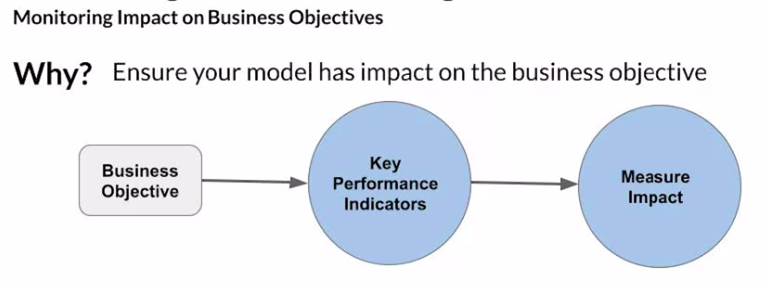 Monitoring Impact on Business Objectives
Why? Ensure your model has impact on the business objective
Business
Objective
Key
Performance
Indicators
Measure
Impact